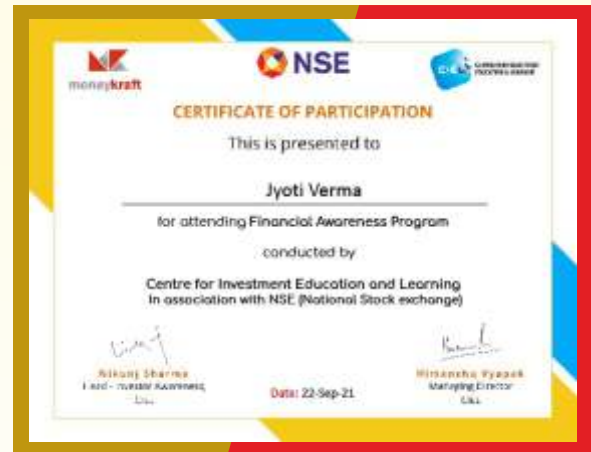 moneykraft
NSE
CERTIFICATE OF PARTICIPATION
This is presented to
Jyoti Verma
for attending Financial Awareness Program
conducted by
Centre for Investment Education and Learning
In association with NSE (National Stock exchange)
Nikunj Sharma
Himanshu Vyapak
Managing Director
Date: 22-Sep-21